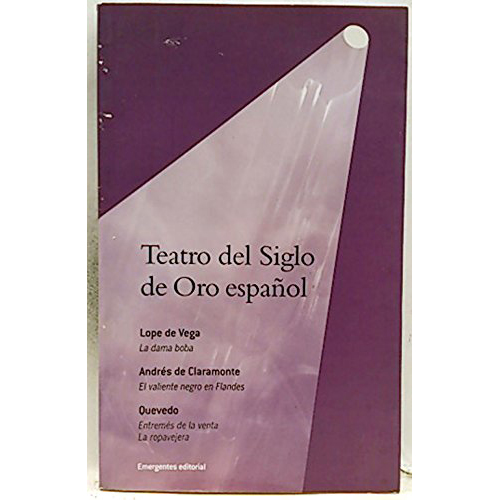 Teatro del Siglo
de Oro español
Lope de Vega
La dama boba
Andrés de Claramonte
El valiente negro en Flandes
Quevedo
Entremés de la venta
La ropavejera
Emergentes editorial